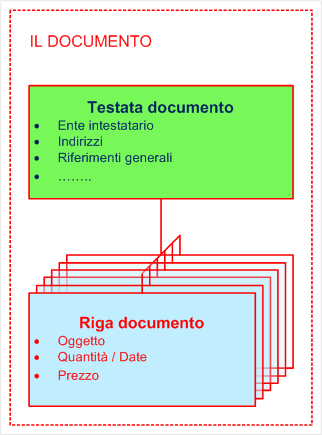 IL DOCUMENTO
Testata documento
• Ente intestatario
• Indirizzi
• Riferimenti generali
• ……..
Riga documento
• Oggetto
• Quantità / Date
• Prezzo